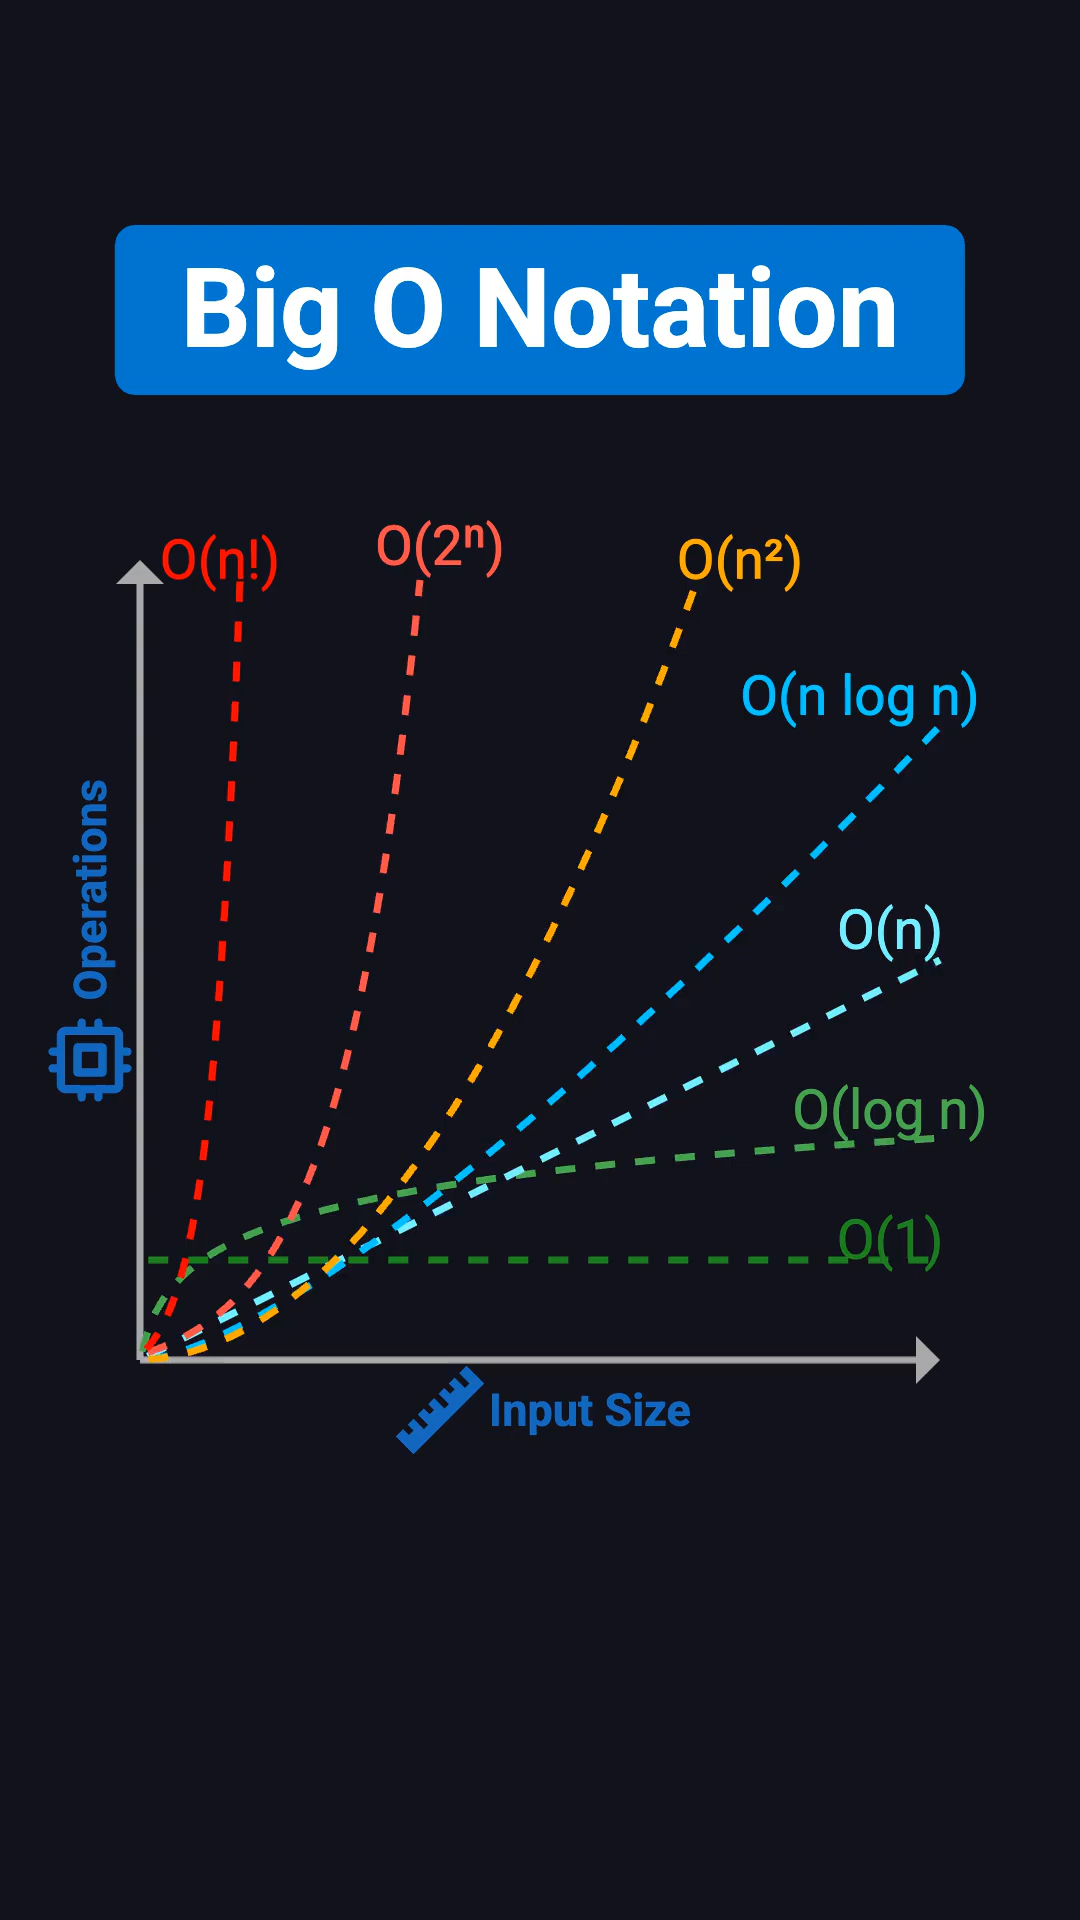 Big O Notation
O(n!)
O(2ⁿ)
O(n²)
O(n log n)
O(n)
O(log n)
O(1)
Operations
Input Size